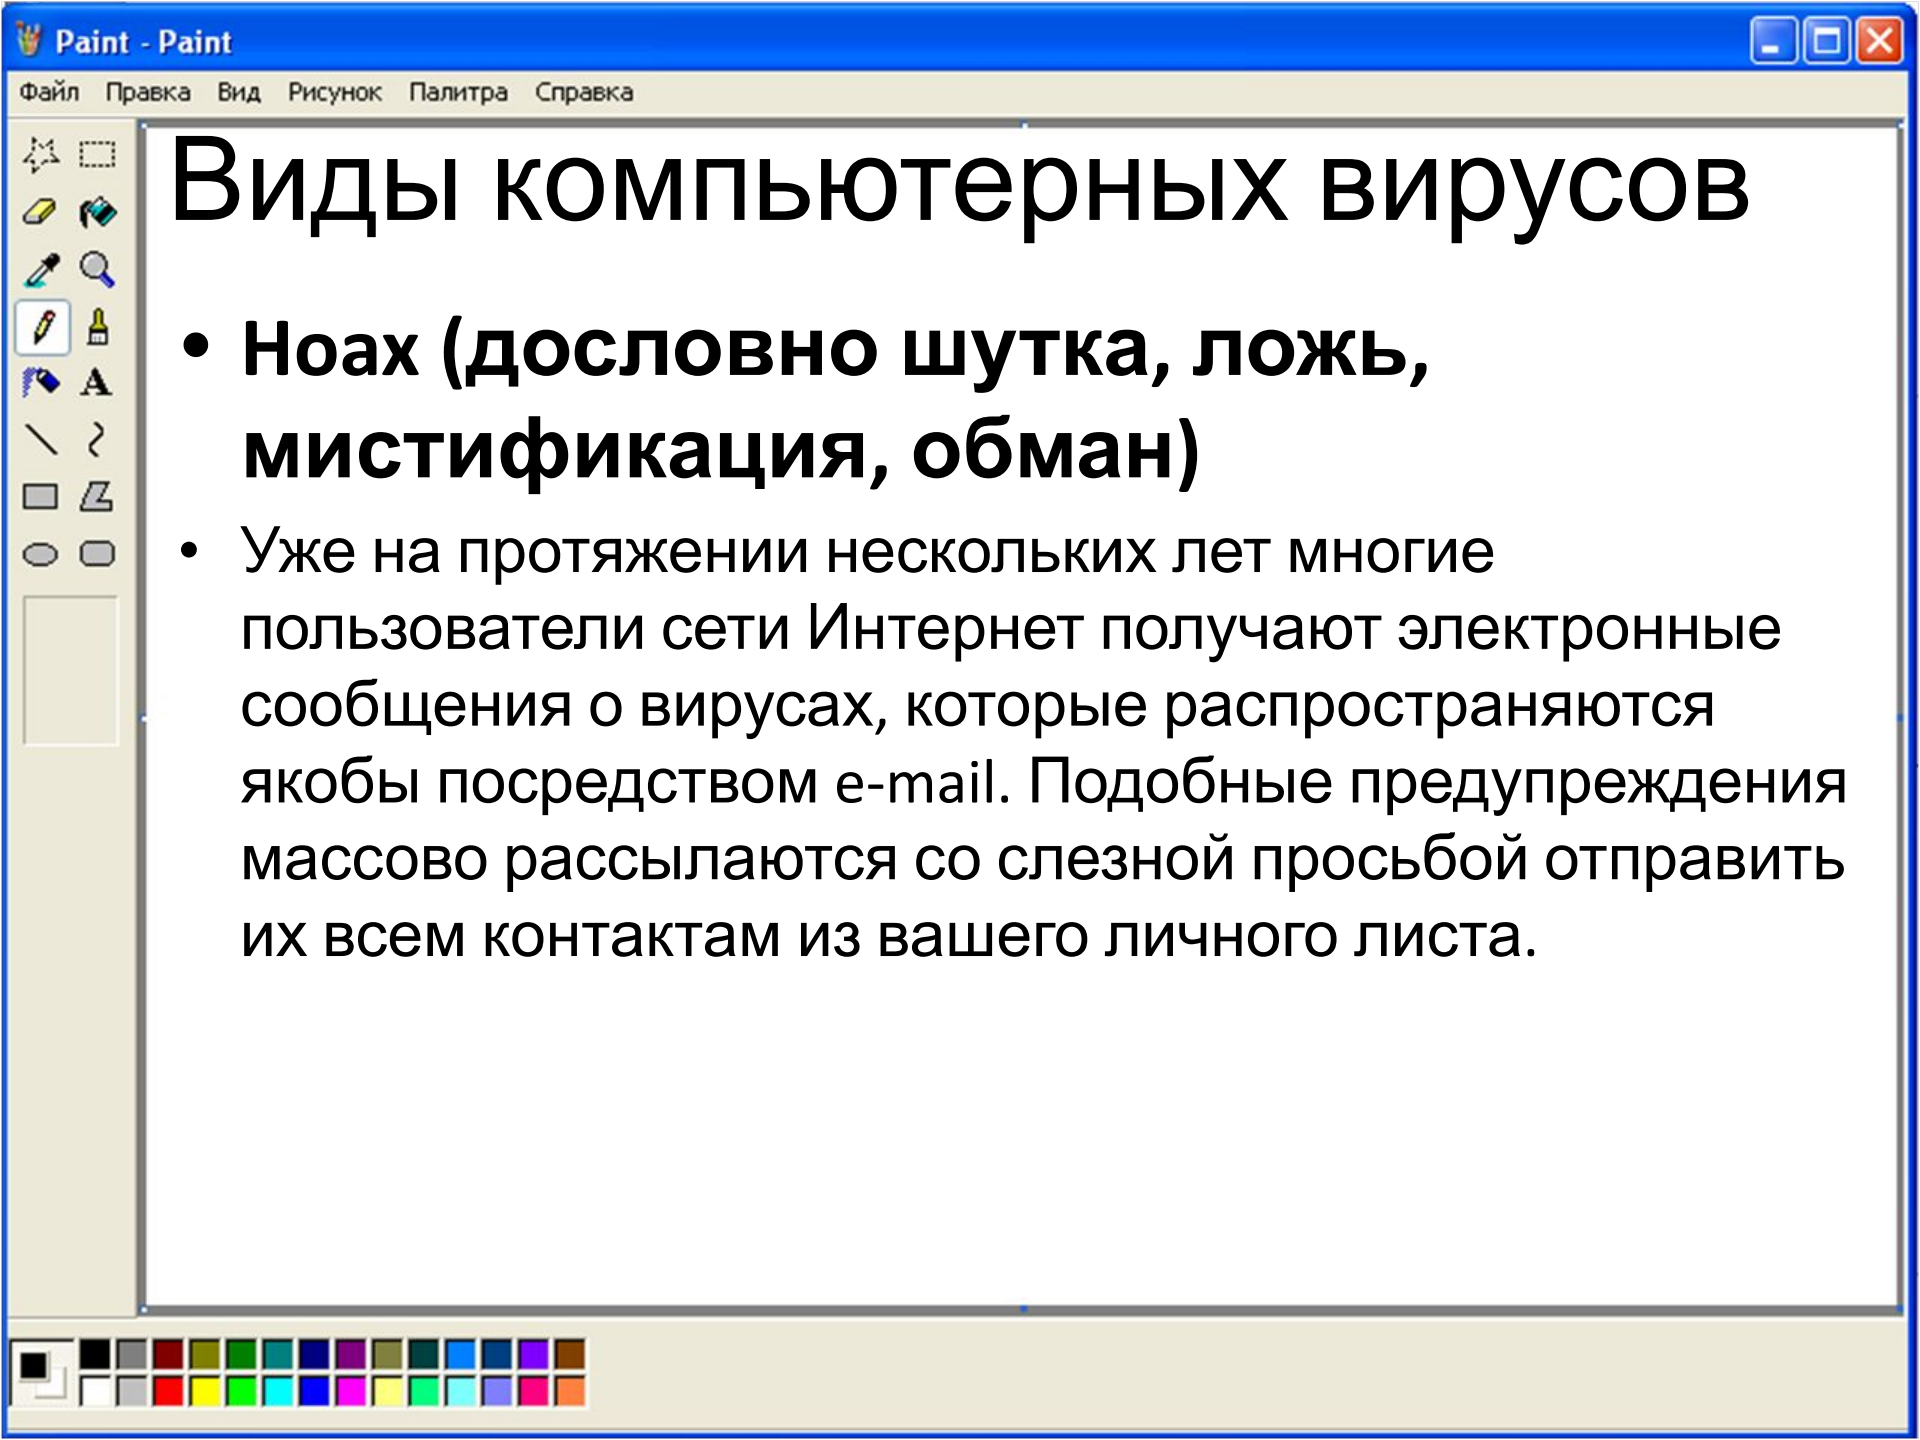 Paint - Paint
Файл Правка Вид Рисунок Палитра Справка
Виды компьютерных вирусов
• Hoax (дословно шутка, ложь,
мистификация, обман)
• Уже на протяжении нескольких лет многие
пользователи сети Интернет получают электронные
сообщения о вирусах, которые распространяются
якобы посредством e-mail. Подобные предупреждения
массово рассылаются со слезной просьбой отправить
их всем контактам из вашего личного листа.
A